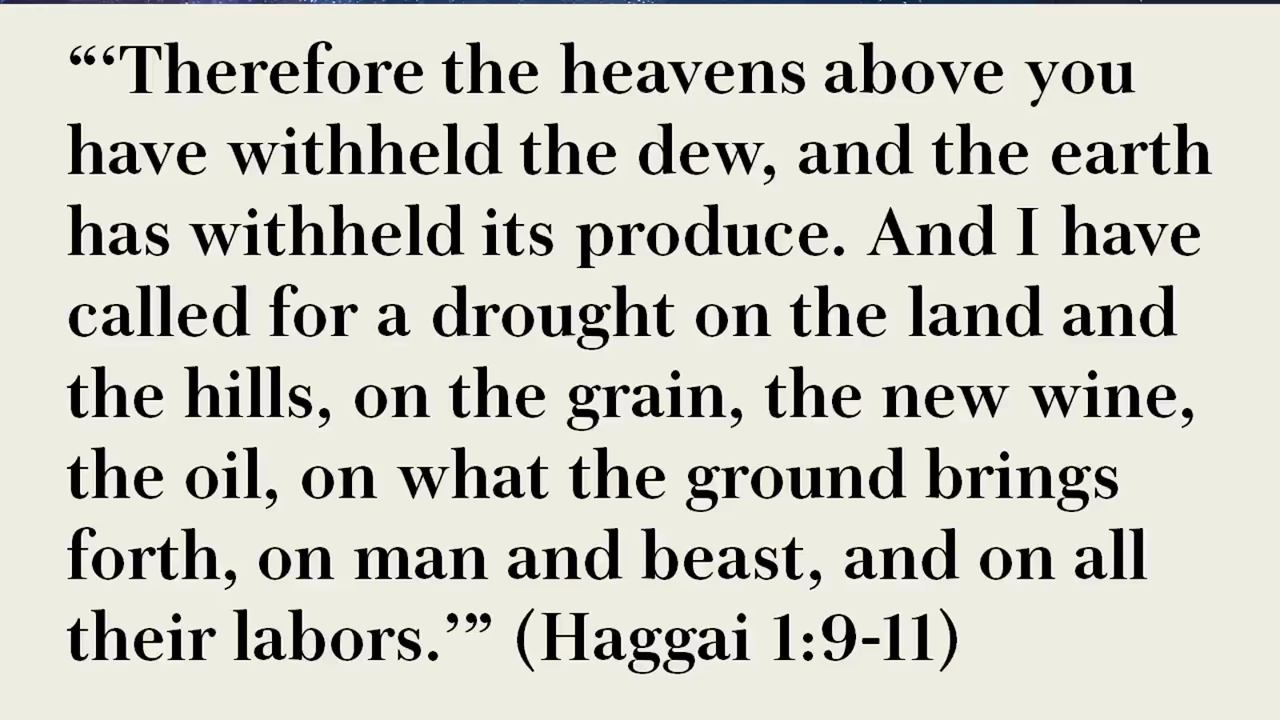 “‘Therefore the heavens above you
have withheld the dew, and the earth
has withheld its produce. And I have
called for a drought on the land and
the hills, on the grain, the new wine,
the oil, on what the ground brings
forth, on man and beast, and on all
their labors.’” (Haggai 1:9-11)